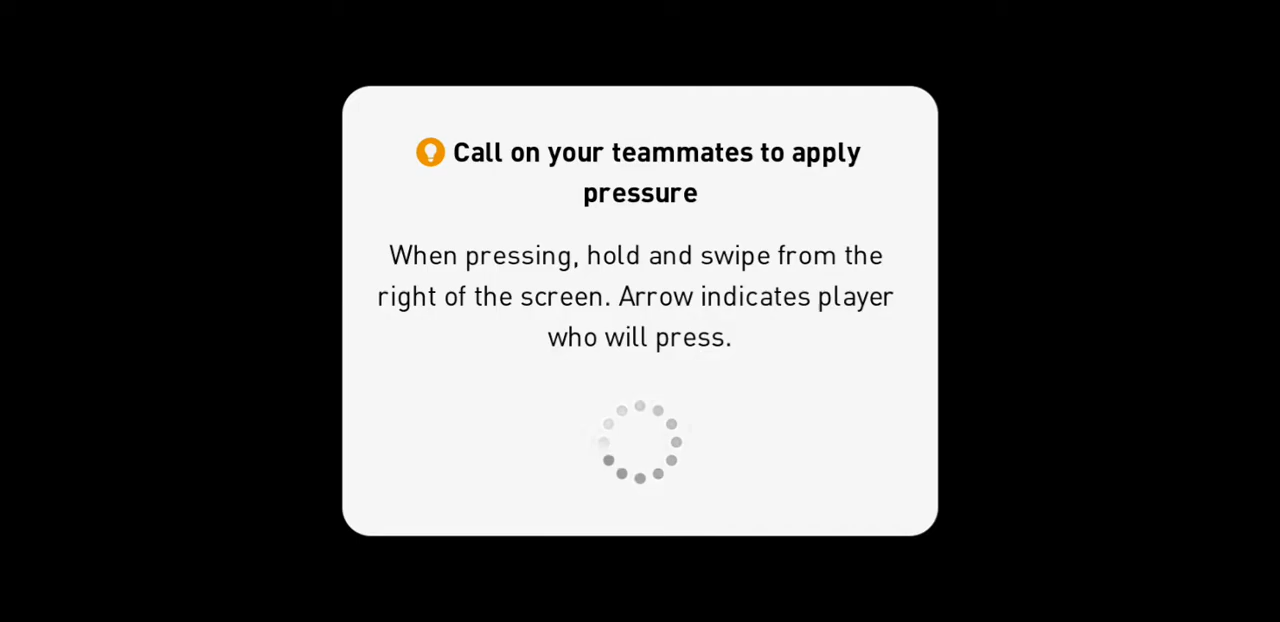 Call on your teammates to apply
pressure
When pressing, hold and swipe from the
right of the screen. Arrow indicates player
who will press.